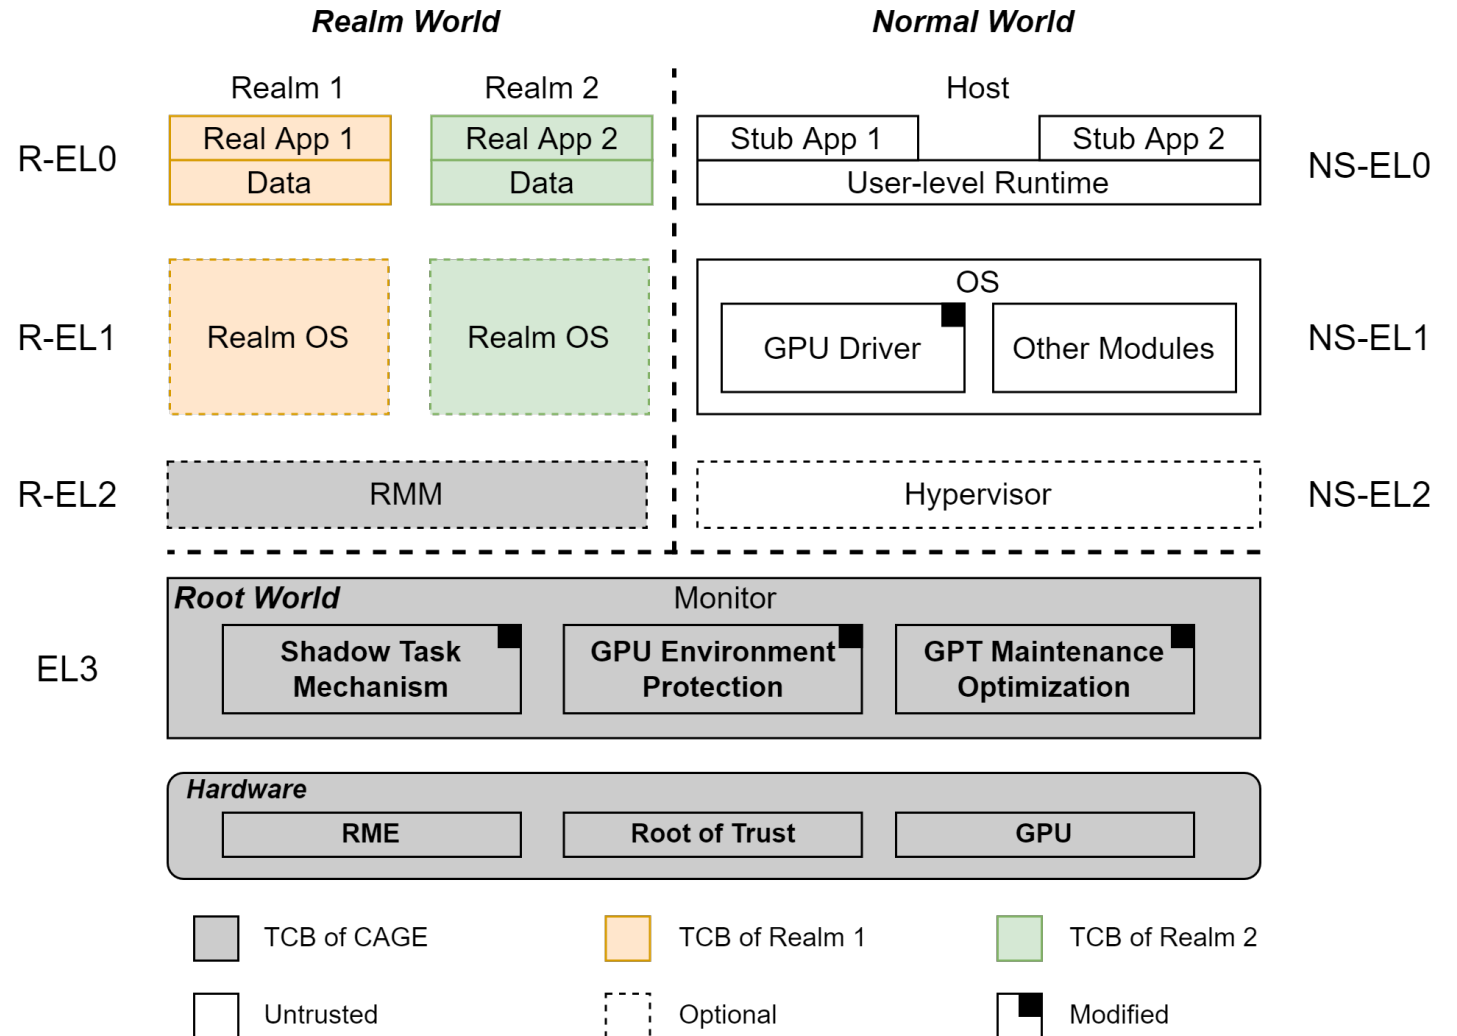 Realm World
Normal World
Realm 1
Realm 2
Host
R-EL0
Real App 1
Data
Real App 2
Data
Stub App 1
Stub App 2
User-level Runtime
NS-EL0
R-EL1
Realm OS
Realm OS
OS
GPU Driver
Other Modules
NS-EL1
R-EL2
RMM
Hypervisor
NS-EL2
Root World
Monitor
EL3
Shadow Task
Mechanism
GPU Environment
Protection
GPT Maintenance
Optimization
Hardware
RME
Root of Trust
GPU
TCB of CAGE
TCB of Realm 1
TCB of Realm 2
Untrusted
Optional
Modified